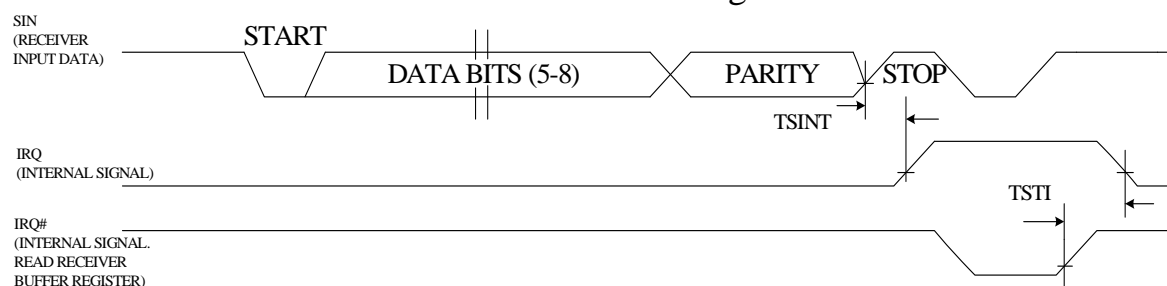 SIN
(RECEIVER
INPUT DATA)
START
DATA BITS (5-8)
PARITY
STOP
TSINT
IRQ
(INTERNAL SIGNAL)
TSTI
IRQ#
(INTERNAL SIGNAL.
READ RECEIVER
BUFFER REGISTER)